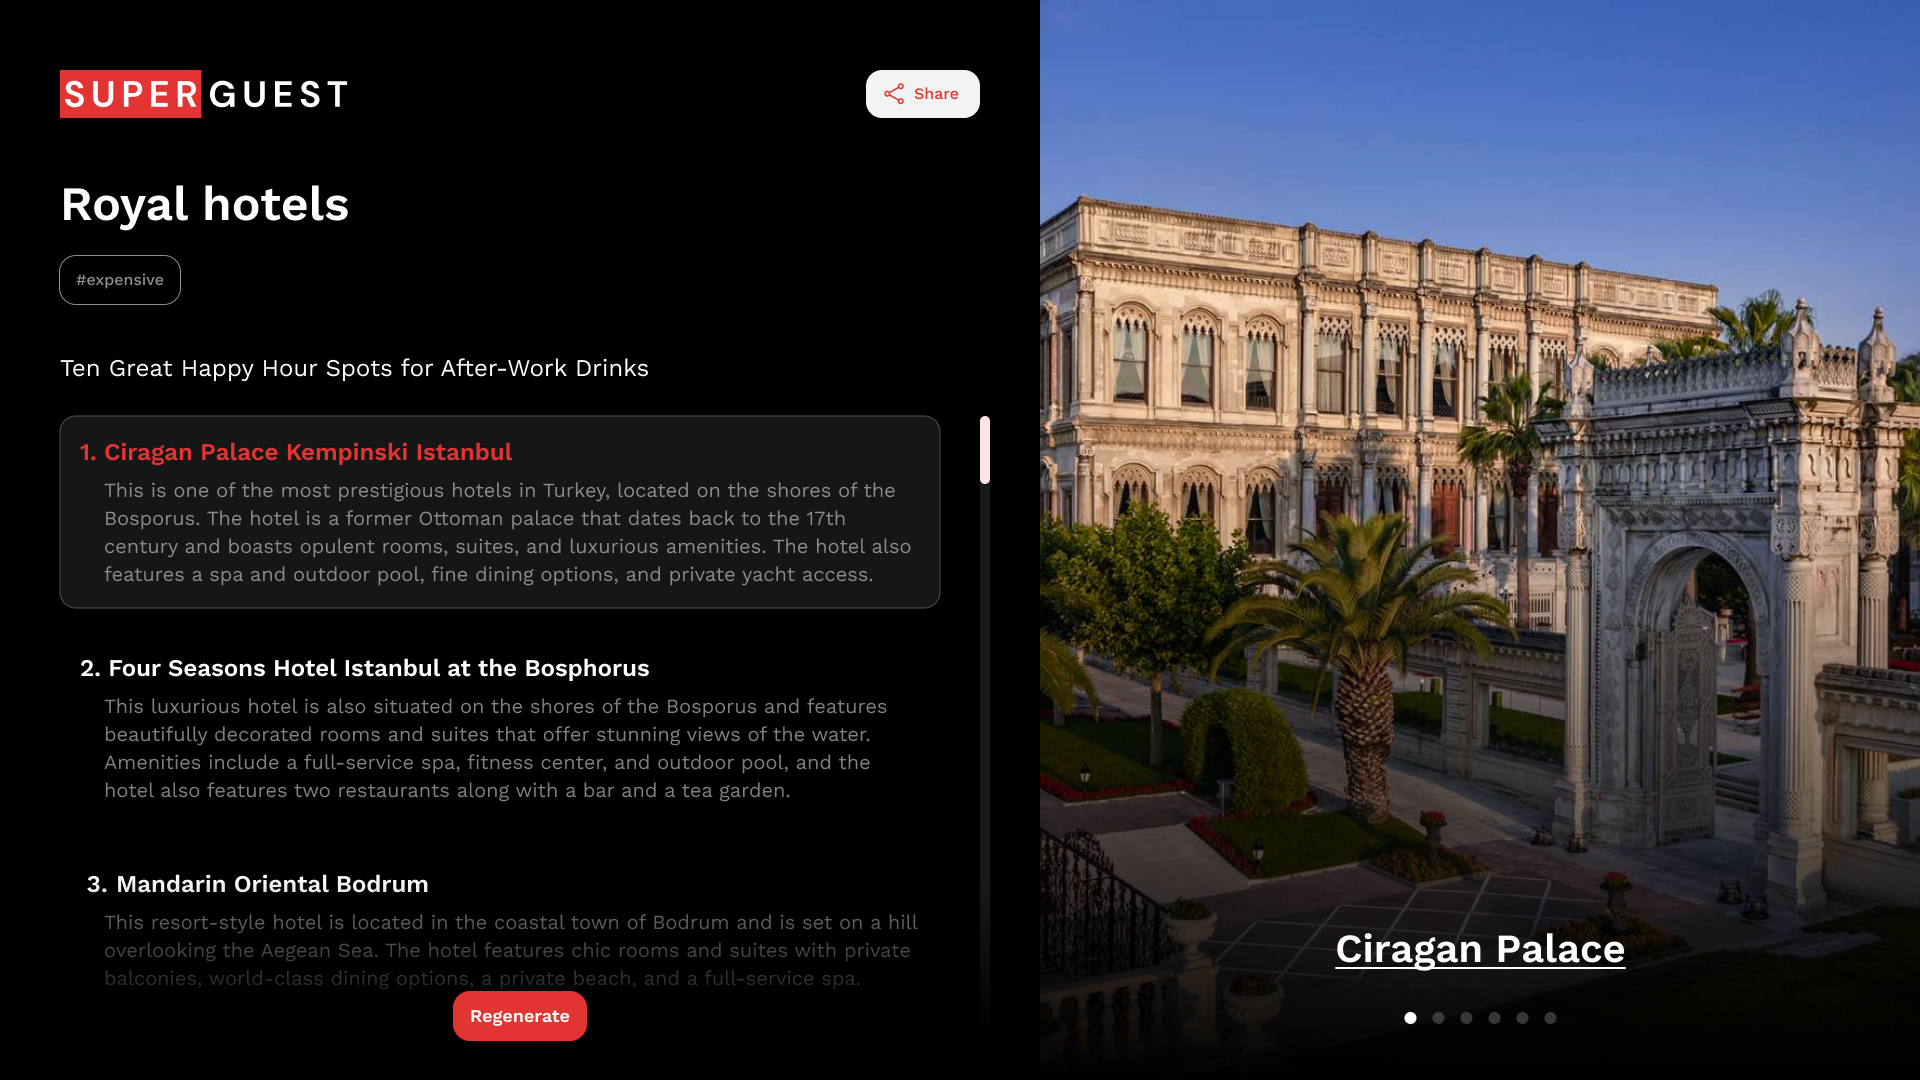 SUPERGUEST
Share
Royal hotels
#expensive
Ten Great Happy Hour Spots for After-Work Drinks
1. Ciragan Palace Kempinski Istanbul
This is one of the most prestigious hotels in Turkey, located on the shores of the
Bosporus. The hotel is a former Ottoman palace that dates back to the 17th
century and boasts opulent rooms, suites, and luxurious amenities. The hotel also
features a spa and outdoor pool, fine dining options, and private yacht access.
2. Four Seasons Hotel Istanbul at the Bosphorus
This luxurious hotel is also situated on the shores of the Bosporus and features
beautifully decorated rooms and suites that offer stunning views of the water.
Amenities include a full-service spa, fitness center, and outdoor pool, and the
hotel also features two restaurants along with a bar and a tea garden.
3. Mandarin Oriental Bodrum
This resort-style hotel is located in the coastal town of Bodrum and is set on a hill
overlooking the Aegean Sea. The hotel features chic rooms and suites with private
balconies, world-class dining options, a private beach, and a full-service spa.
Regenerate
Ciragan Palace